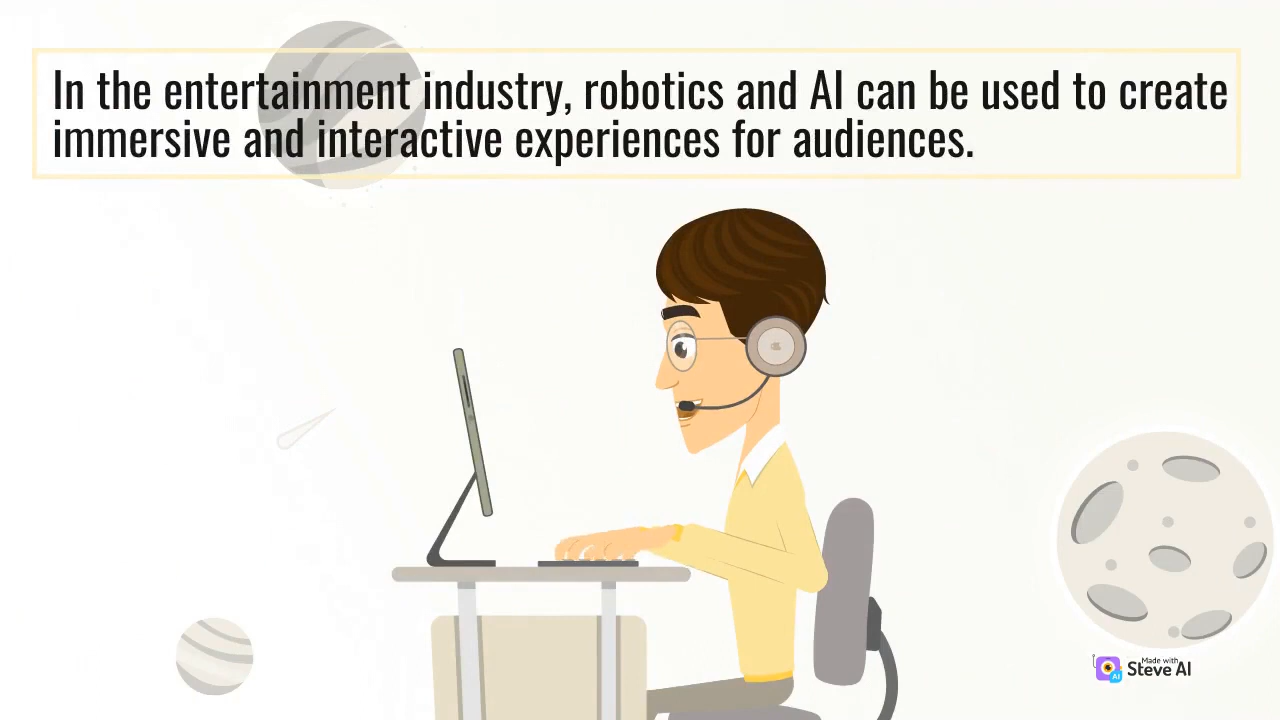 In the entertainment industry, robotics and AI can be used to create
immersive and interactive experiences for audiences.
Made with
Steve AI
AI